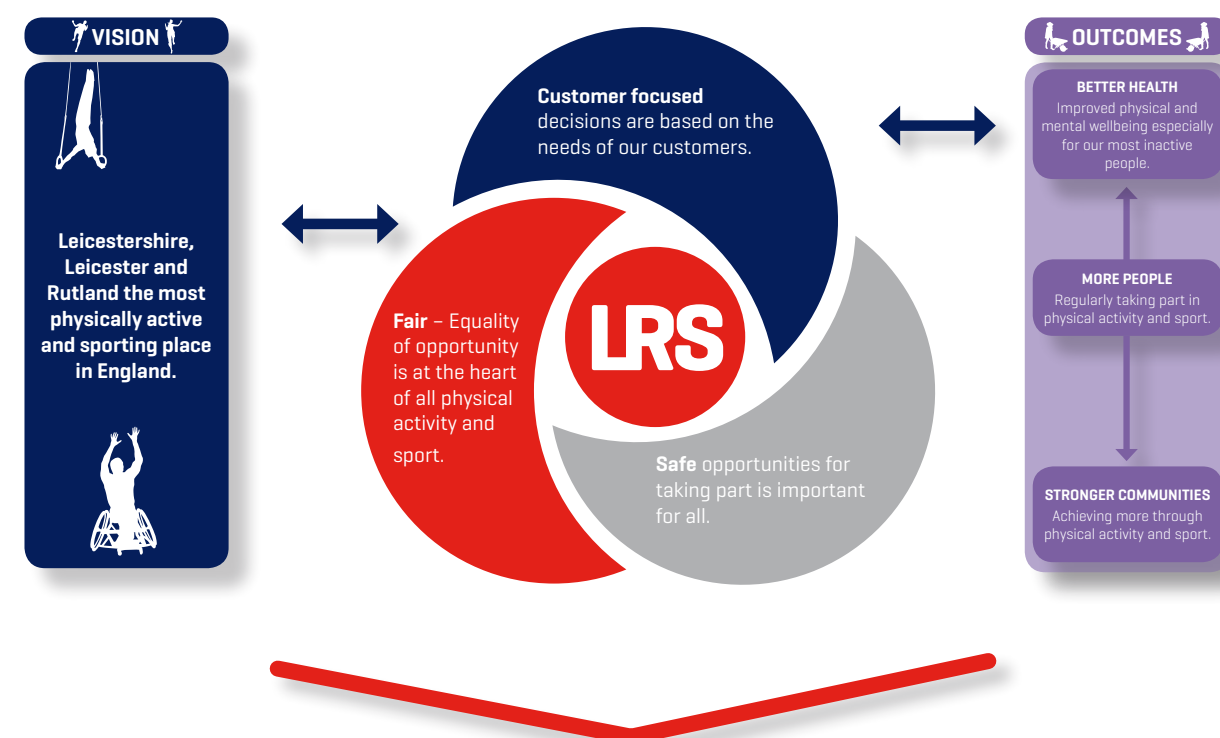 VISION
Leicestershire,
Leicester and
Rutland the most
physically active
and sporting place
in England.
Customer focused
decisions are based on the
needs of our customers.
Fair – Equality
of opportunity
is at the heart
of all physical
activity and
sport.
LRS
Safe opportunities for
taking part is important
for all.
OUTCOMES
BETTER HEALTH
Improved physical and
mental wellbeing especially
for our most inactive
people.
MORE PEOPLE
Regularly taking part in
physical activity and sport.
STRONGER COMMUNITIES
Achieving more through
physical activity and sport.